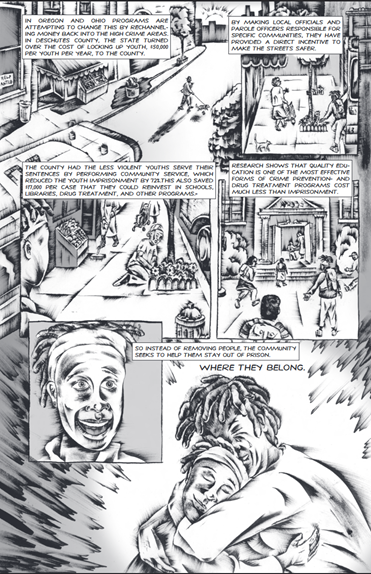 IN OREGON AND OHIO PROGRAMS ARE
ATTEMPTING TO CHANGE THIS BY RECHANNEL-
ING MONEY BACK INTO THE HIGH CRIME AREAS.
IN DESCHUTES COUNTY, THE STATE TURNED
OVER THE COST OF LOCKING UP YOUTH, $50,000
PER YOUTH PER YEAR, TO THE COUNTY.
BY MAKING LOCAL OFFICIALS AND
PAROLE OFFICERS RESPONSIBLE FOR
SPECIFIC COMMUNITIES, THEY HAVE
PROVIDED A DIRECT INCENTIVE TO
MAKE THE STREETS SAFER.
THE COUNTY HAD THE LESS VIOLENT YOUTHS SERVE THEIR
SENTENCES BY PERFORMING COMMUNITY SERVICE, WHICH
REDUCED THE YOUTH IMPRISONMENT BY 72%. THIS ALSO SAVED
$17,000 PER CASE THAT THEY COULD REINVEST IN SCHOOLS,
LIBRARIES, DRUG TREATMENT, AND OTHER PROGRAMS.
RESEARCH SHOWS THAT QUALITY EDU-
CATION IS ONE OF THE MOST EFFECTIVE
FORMS OF CRIME PREVENTION AND
DRUG TREATMENT PROGRAMS COST
MUCH LESS THAN IMPRISONMENT.
SO INSTEAD OF REMOVING PEOPLE, THE COMMUNITY
SEEKS TO HELP THEM STAY OUT OF PRISON.
WHERE THEY BELONG.